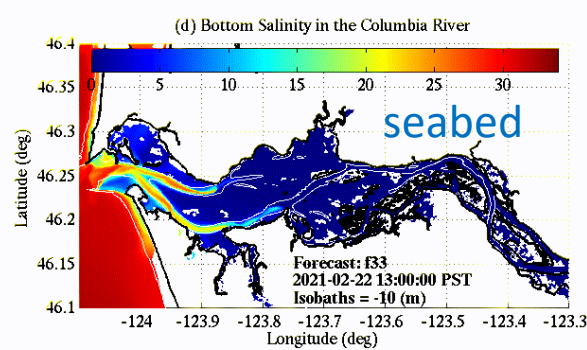 (d) Bottom Salinity in the Columbia River
46.4
0 5 10 15 20 25 30
46.35
seabed
46.3
46.25
46.2
46.15
46.1
Latitude (deg)
Forecast: f33
2021-02-22 13:00:00 PST
Isobaths = -10 (m)
-124 -123.9 -123.8 -123.7 -123.6 -123.5 -123.4 -123.3
Longitude (deg)